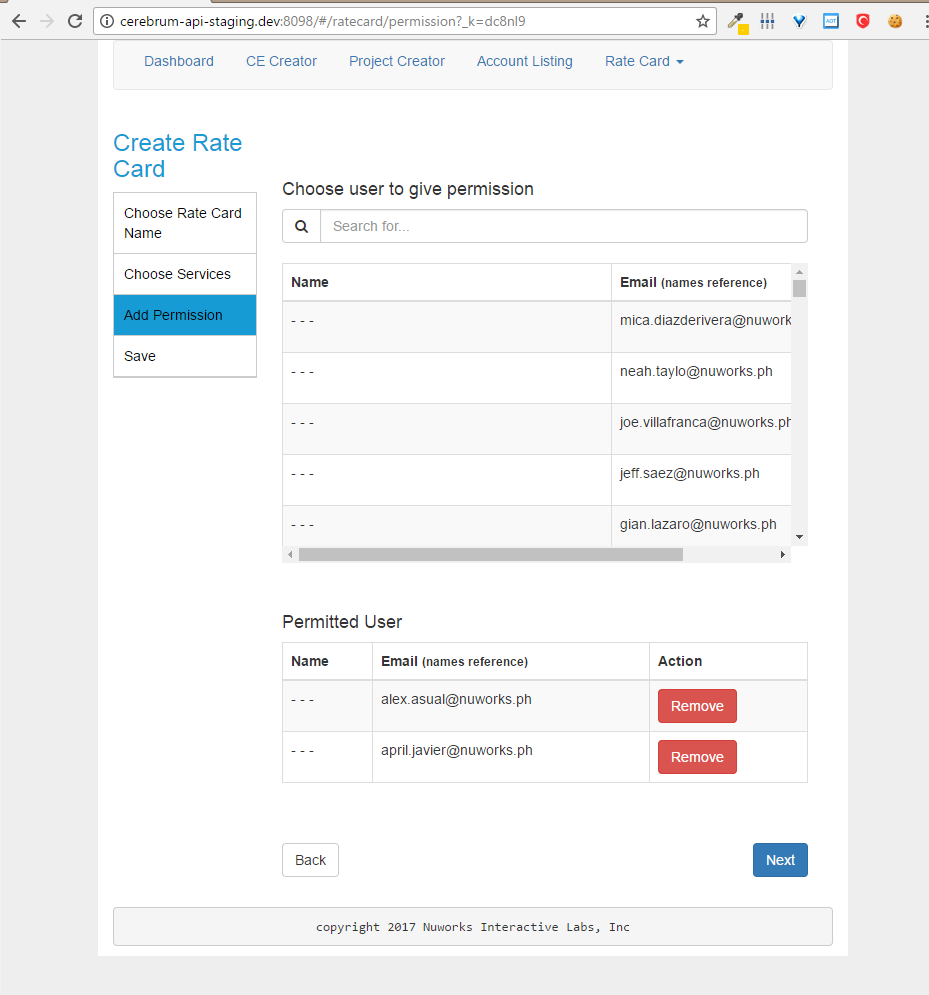 cerebrum-api-staging.dev:8098/#/ratecard/permission?_k=dc8nl9
Dashboard CE Creator Project Creator Account Listing Rate Card
Create Rate
Card
Choose Rate Card
Name
Choose Services
Add Permission
Save
Choose user to give permission
Search for...
Name Email (names reference)
- - - mica.diazderivera@nuwork
- - - neah.taylo@nuworks.ph
- - - joe.villafranca@nuworks.ph
- - - jeff.saez@nuworks.ph
- - - gian.lazaro@nuworks.ph
Permitted User
Name Email (names reference) Action
- - - alex.asual@nuworks.ph Remove
- - - april.javier@nuworks.ph Remove
Back Next
copyright 2017 Nuworks Interactive Labs, Inc